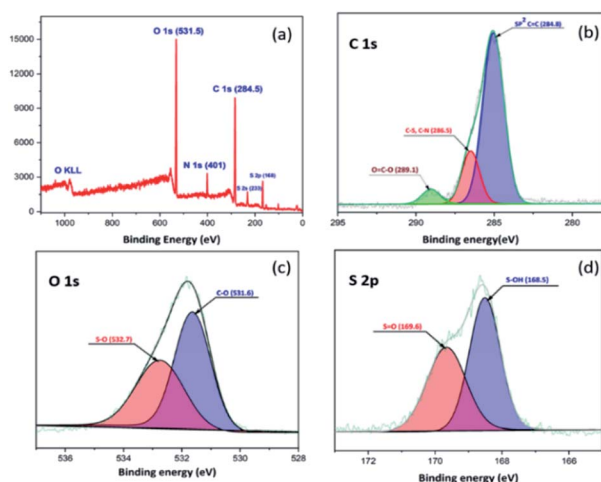 (a)
O 1s (531.5)
C 1s (284.5)
N 1s (401)
S 2p (168)
S 2s (233)
O KLL
15000
12000
9000
6000
3000
0
1000
800
600
400
200
0
Binding Energy (eV)
(b)
C 1s
SP2 C=C (284.8)
C-S, C-N (286.5)
O=C-O (289.1)
295
290
285
280
Binding energy(eV)
(c)
O 1s
C-O (531.6)
S-O (532.7)
536
534
532
530
528
Binding energy (eV)
(d)
S 2p
S-OH (168.5)
S=O (169.6)
172
170
168
166
Binding energy (eV)